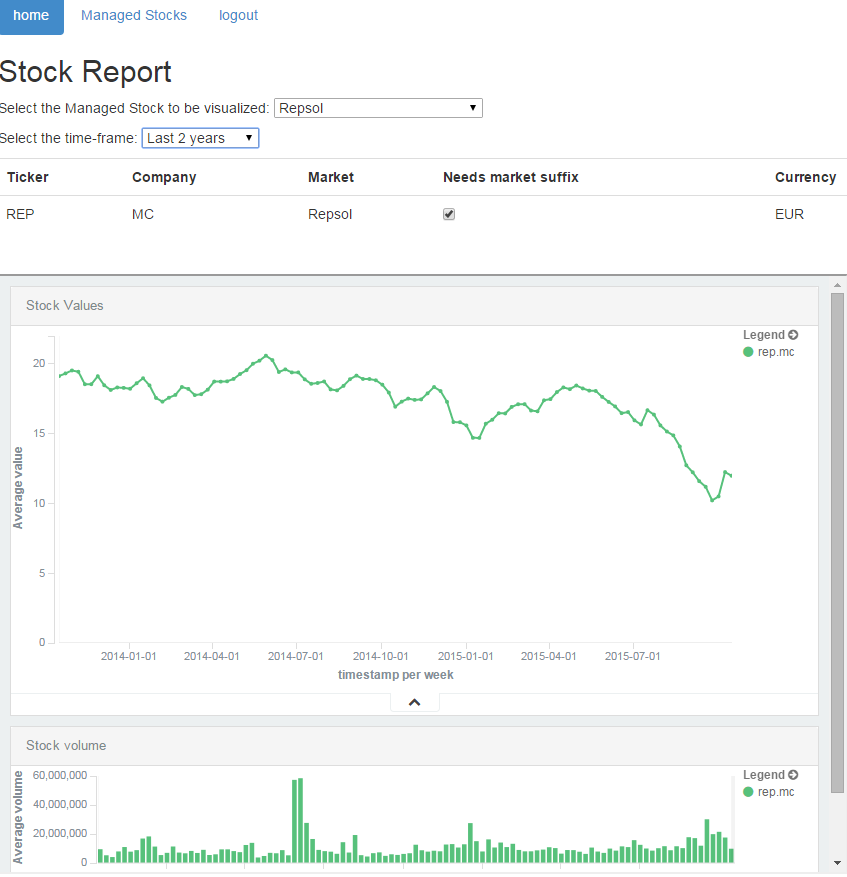 home Managed Stocks logout
Stock Report
Select the Managed Stock to be visualized: Repsol
Select the time-frame: Last 2 years
Ticker Company Market Needs market suffix Currency
REP MC Repsol EUR
Stock Values
Legend
rep.mc
20
15
10
5
0
Average value
2014-01-01 2014-04-01 2014-07-01 2014-10-01 2015-01-01 2015-04-01 2015-07-01
timestamp per week
Stock volume
Legend
rep.mc
60,000,000
40,000,000
20,000,000
0
Average volume